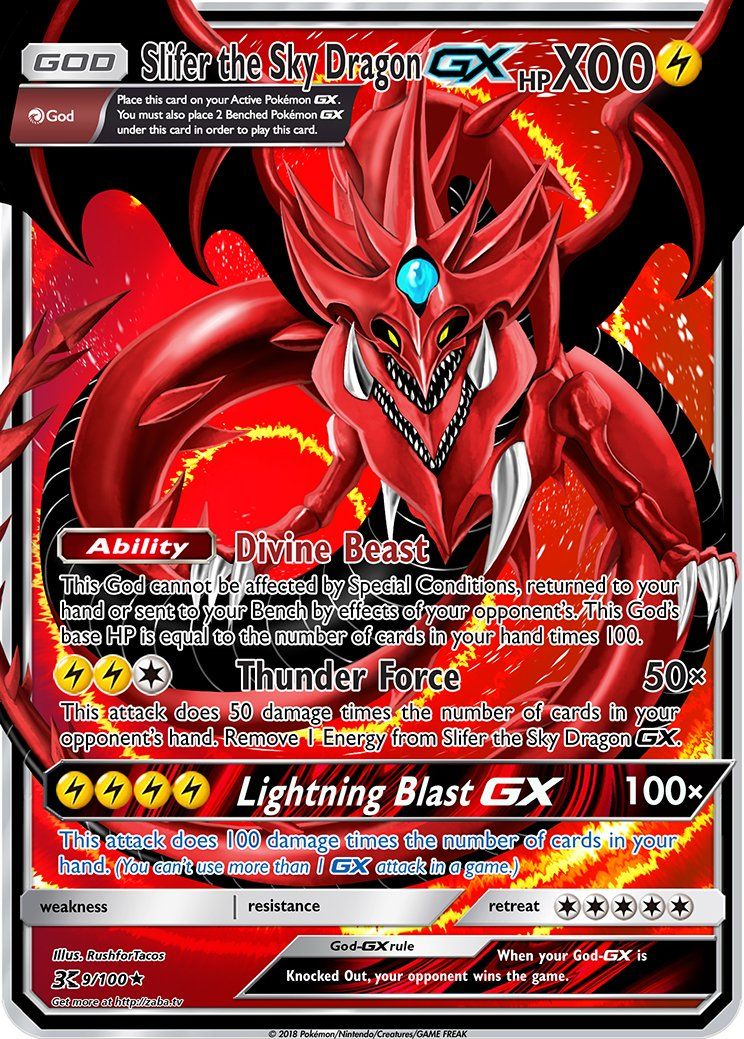 GOD Slifer the Sky Dragon GX HP X00
God
Place this card on your Active Pokémon GX.
You must also place 2 Benched Pokémon GX
under this card in order to play this card.
Ability Divine Beast
This God cannot be affected by Special Conditions, returned to your
hand or sent to your Bench by effects of your opponent's. This God's
base HP is equal to the number of cards in your hand times 100.
Thunder Force 50×
This attack does 50 damage times the number of cards in your
opponent's hand. Remove 1 Energy from Slifer the Sky Dragon GX.
Lightning Blast GX 100×
This attack does 100 damage times the number of cards in your
hand. (You can't use more than 1 GX attack in a game.)
weakness resistance retreat
Illus. RushforTacos
9/100★
Get more at http://zaba.tv
God-GX rule
When your God-GX is
Knocked Out, your opponent wins the game.
© 2018 Pokémon/Nintendo/Creatures/GAME FREAK